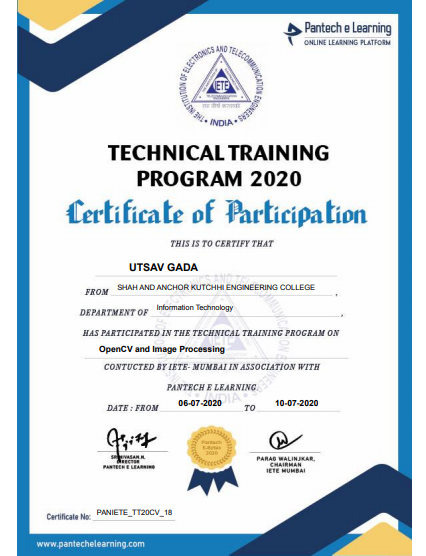 Pantech e Learning
ONLINE LEARNING PLATFORM
THE INSTITUTION OF ELECTRONICS AND TELECOMMUNICATION ENGINEERS
IETE
• INDIA •
TECHNICAL TRAINING
PROGRAM 2020
Certificate of Participation
THIS IS TO CERTIFY THAT
UTSAV GADA
FROM SHAH AND ANCHOR KUTCHHI ENGINEERING COLLEGE ,
DEPARTMENT OF Information Technology ,
HAS PARTICIPATED IN THE TECHNICAL TRAINING PROGRAM ON
OpenCV and Image Processing
CONTUCTED BY IETE- MUMBAI IN ASSOCIATION WITH
PANTECH E LEARNING
DATE : FROM 06-07-2020 TO 10-07-2020
SRINIVASAN.N.
DIRECTOR
PANTECH E LEARNING
Pantech
2020
PARAG WALINJKAR,
CHAIRMAN
IETE MUMBAI
Certificate No: PANIETE_TT20CV_18
www.pantechelearning.com